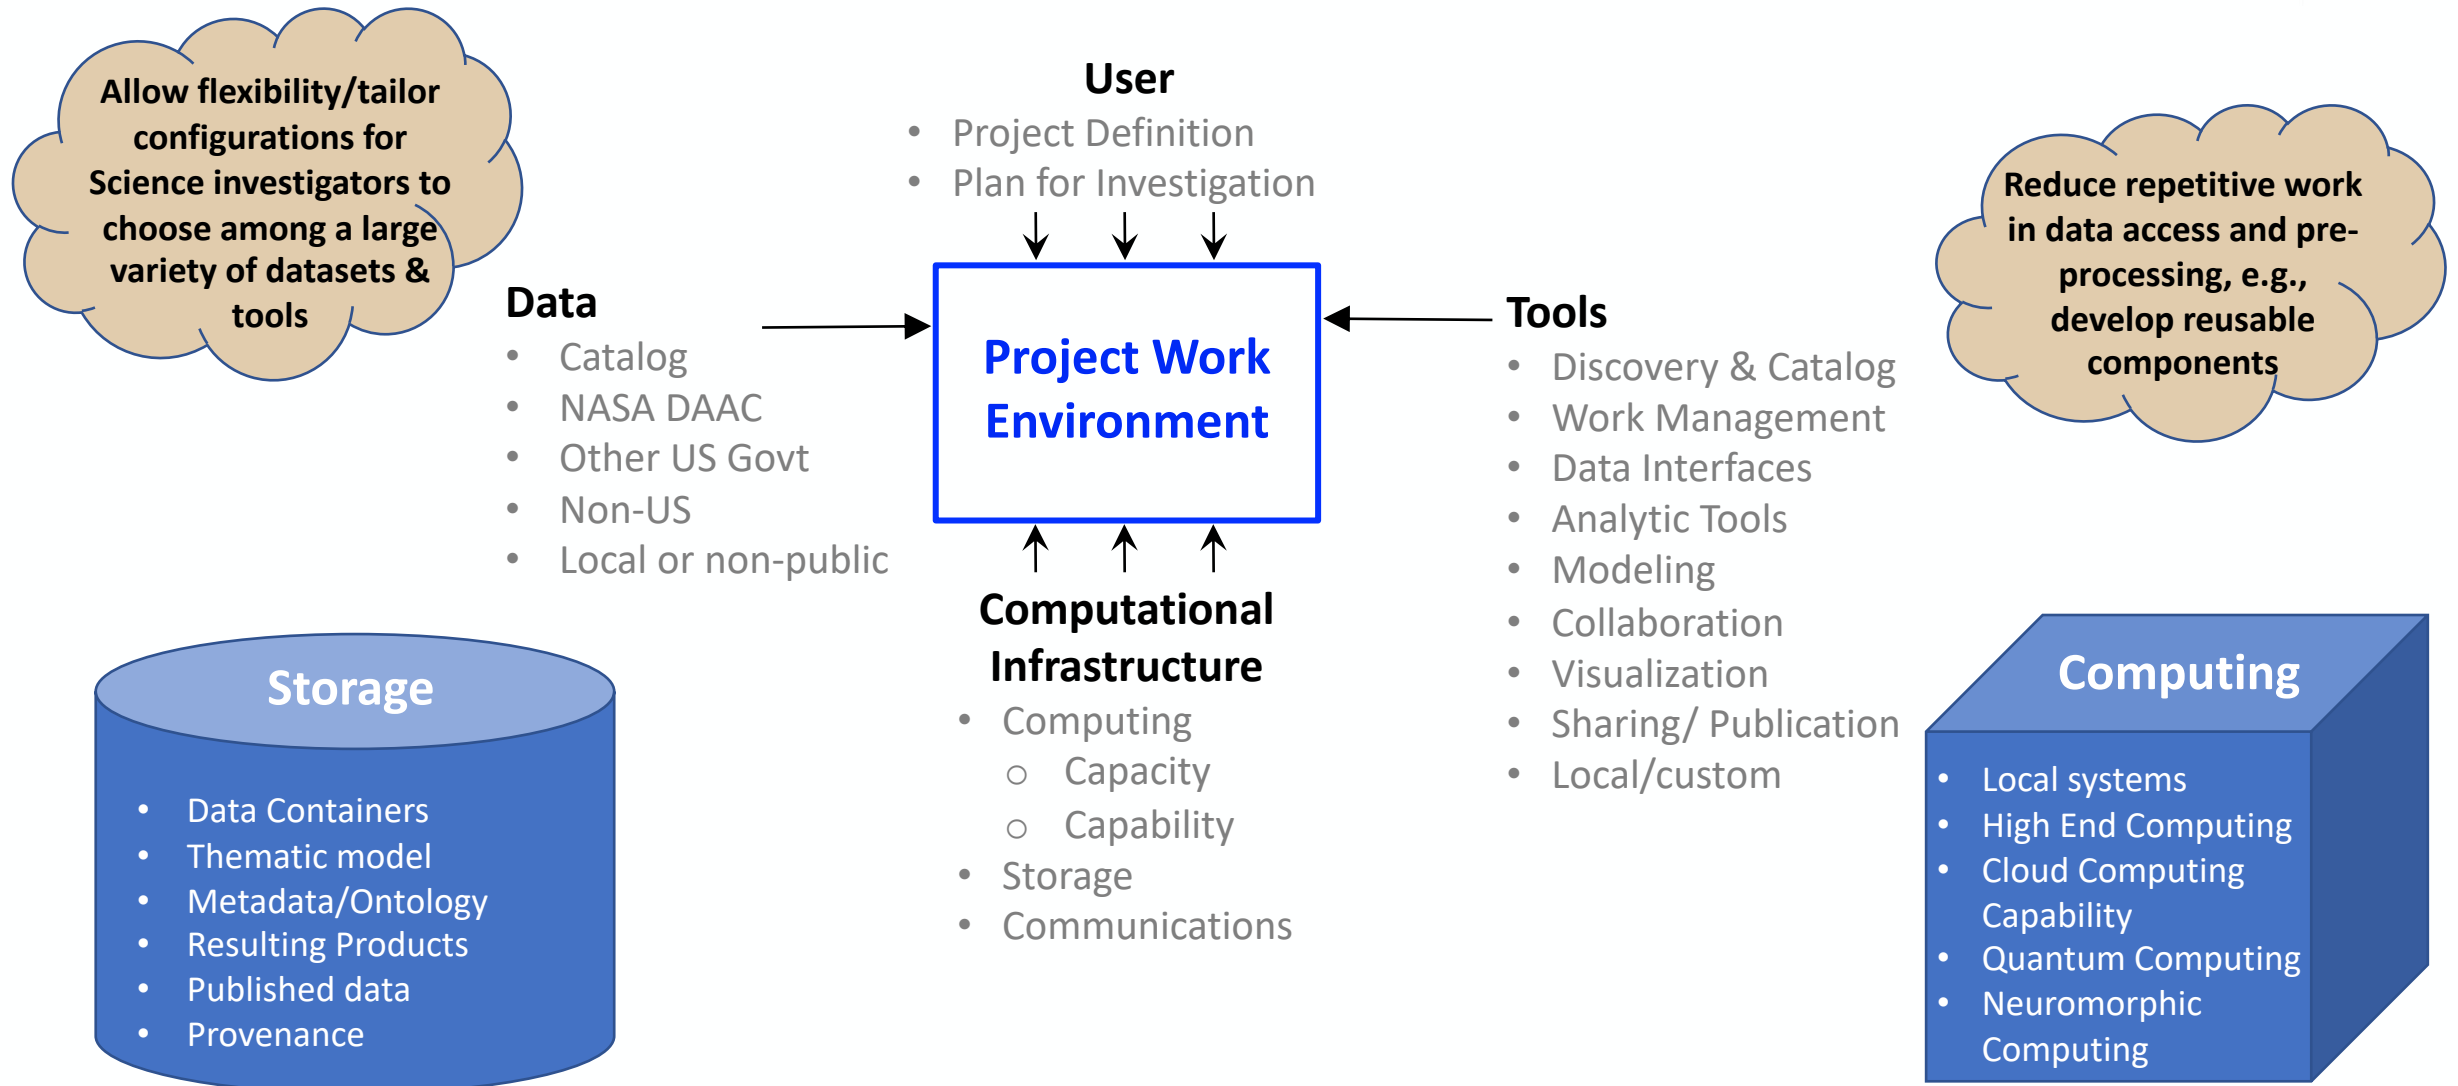 Allow flexibility/tailor
configurations for
Science investigators to
choose among a large
variety of datasets &
tools
User
• Project Definition
• Plan for Investigation
Reduce repetitive work
in data access and pre-
processing, e.g.,
develop reusable
components
Data
• Catalog
• NASA DAAC
• Other US Govt
• Non-US
• Local or non-public
Project Work
Environment
Tools
• Discovery & Catalog
• Work Management
• Data Interfaces
• Analytic Tools
• Modeling
• Collaboration
• Visualization
• Sharing/ Publication
• Local/custom
Computational
Infrastructure
• Computing
o Capacity
o Capability
• Storage
• Communications
Storage
• Data Containers
• Thematic model
• Metadata/Ontology
• Resulting Products
• Published data
• Provenance
Computing
• Local systems
• High End Computing
• Cloud Computing
Capability
• Quantum Computing
• Neuromorphic
Computing